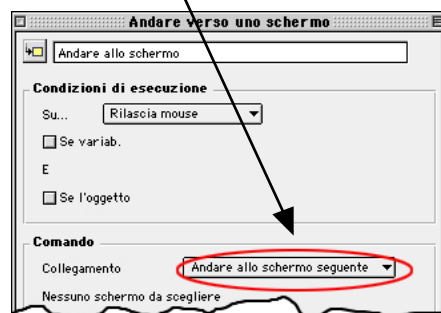 Andare verso uno schermo
Andare allo schermo
Condizioni di esecuzione
Su... Rilascia mouse
Se variab.
E
Se l'oggetto
Comando
Collegamento Andare allo schermo seguente
Nessuno schermo da scegliere